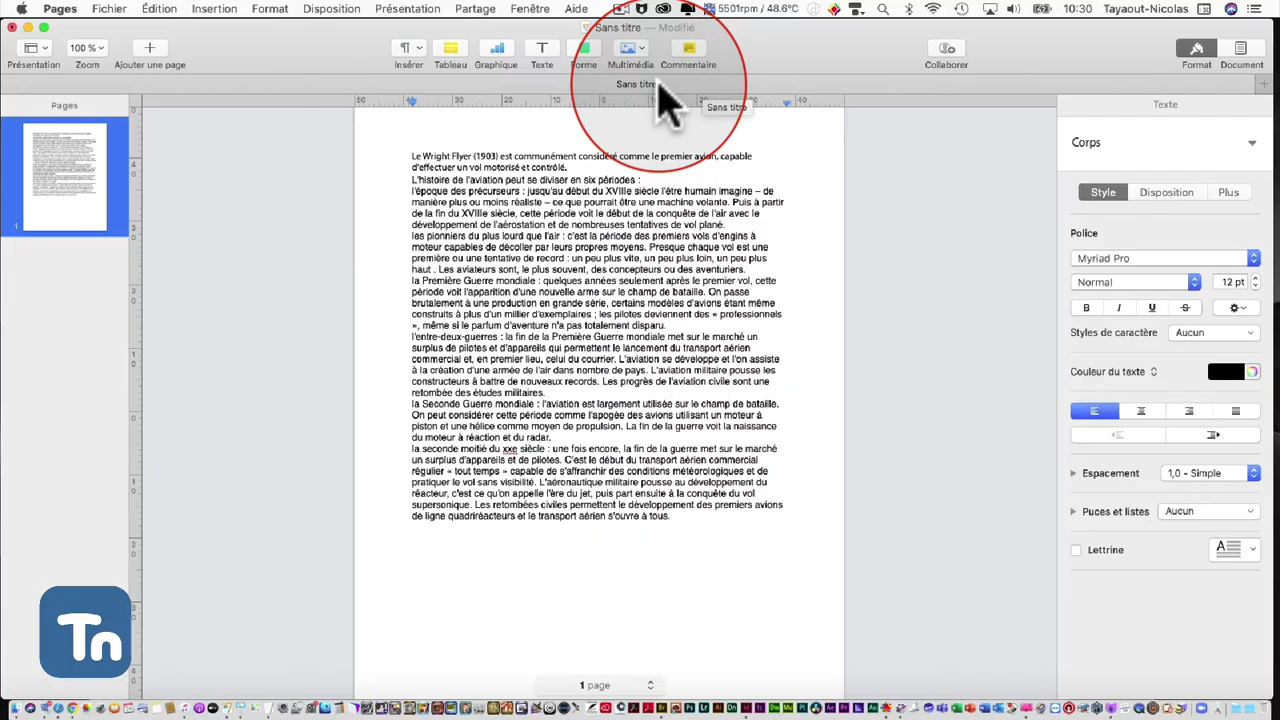 Pages Fichier Édition Insertion Format Disposition Présentation Partage Fenêtre Aide 5501rpm / 48.6°C 10:30 Tayaout-Nicolas
Sans titre — Modifié
100 %
Présentation Zoom Ajouter une page Insérer Tableau Graphique Texte Forme Multimédia Commentaire Collaborer Format Document
Sans titre
Sans titre
Pages
50 30 20 10 0 40
Texte
Corps
Style Disposition Plus
Police
Myriad Pro
Normal 12 pt
B I U S
Styles de caractère Aucun
Couleur du texte
Espacement 1,0 - Simple
Puces et listes Aucun
Lettrine
A
1
Le Wright Flyer (1903) est communément considéré comme le premier avion, capable
d'effectuer un vol motorisé et contrôlé.
L'histoire de l'aviation peut se diviser en six périodes :
l'époque des précurseurs : jusqu'au début du XVIIIe siècle l'être humain imagine – de
manière plus ou moins réaliste – ce que pourrait être une machine volante. Puis à partir
de la fin du XVIIIe siècle, cette période voit le début de la conquête de l'air avec le
développement de l'aérostation et de nombreuses tentatives de vol plané.
les pionniers du plus lourd que l'air : c'est la période des premiers vols d'engins à
moteur capables de décoller par leurs propres moyens. Presque chaque vol est une
première ou une tentative de record : un peu plus vite, un peu plus loin, un peu plus
haut . Les aviateurs sont, le plus souvent, des concepteurs ou des aventuriers.
la Première Guerre mondiale : quelques années seulement après le premier vol, cette
période voit l'apparition d'une nouvelle arme sur le champ de bataille. On passe
brutalement à une production en grande série, certains modèles d'avions étant même
construits à plus d'un millier d'exemplaires ; les pilotes deviennent des « professionnels
», même si le parfum d'aventure n'a pas totalement disparu.
l'entre-deux-guerres : la fin de la Première Guerre mondiale met sur le marché un
surplus de pilotes et d'appareils qui permettent le lancement du transport aérien
commercial et, en premier lieu, celui du courrier. L'aviation se développe et l'on assiste
à la création d'une armée de l'air dans nombre de pays. L'aviation militaire pousse les
constructeurs à battre de nouveaux records. Les progrès de l'aviation civile sont une
retombée des études militaires.
la Seconde Guerre mondiale : l'aviation est largement utilisée sur le champ de bataille.
On peut considérer cette période comme l'apogée des avions utilisant un moteur à
piston et une hélice comme moyen de propulsion. La fin de la guerre voit la naissance
du moteur à réaction et du radar.
la seconde moitié du xxe siècle : une fois encore, la fin de la guerre met sur le marché
un surplus d'appareils et de pilotes. C'est le début du transport aérien commercial
régulier « tout temps » capable de s'affranchir des conditions météorologiques et de
pratiquer le vol sans visibilité. L'aéronautique militaire pousse au développement du
réacteur, c'est ce qu'on appelle l'ère du jet, puis part ensuite à la conquête du vol
supersonique. Les retombées civiles permettent le développement des premiers avions
de ligne quadriréacteurs et le transport aérien s'ouvre à tous.
Tn
1 page